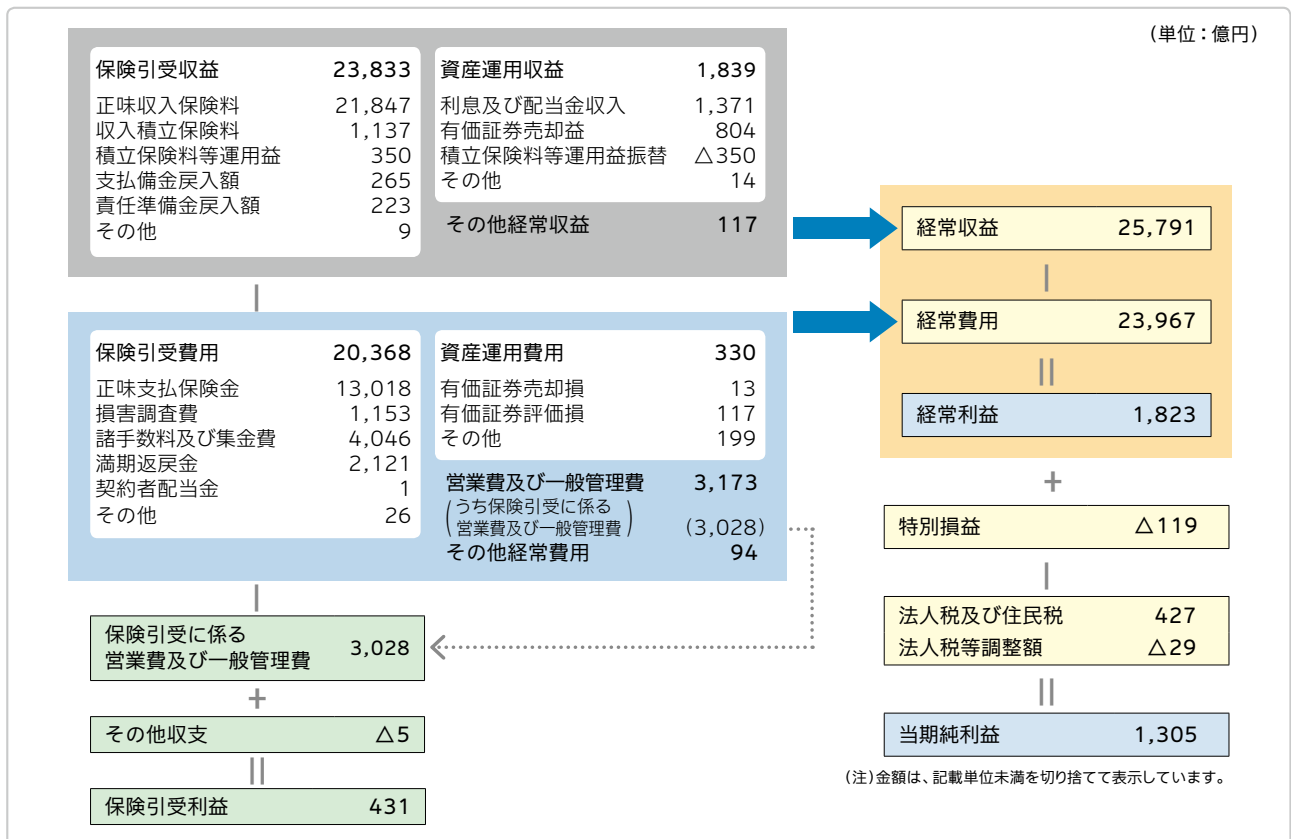 (単位:億円)
保険引受収益 23,833
正味収入保険料 21,847
収入積立保険料 1,137
積立保険料等運用益 350
支払備金戻入額 265
責任準備金戻入額 223
その他 9
資産運用収益 1,839
利息及び配当金収入 1,371
有価証券売却益 804
積立保険料等運用益振替 △350
その他 14
その他経常収益 117
保険引受費用 20,368
正味支払保険金 13,018
損害調査費 1,153
諸手数料及び集金費 4,046
満期返戻金 2,121
契約者配当金 1
その他 26
資産運用費用 330
有価証券売却損 13
有価証券評価損 117
その他 199
営業費及び一般管理費 3,173
(うち保険引受に係る
営業費及び一般管理費) (3,028)
その他経常費用 94
保険引受に係る
営業費及び一般管理費 3,028
+
その他収支 △5
保険引受利益 431
経常収益 25,791
経常費用 23,967
経常利益 1,823
+
特別損益 △119
法人税及び住民税 427
法人税等調整額 △29
当期純利益 1,305
(注)金額は、記載単位未満を切り捨てて表示しています。